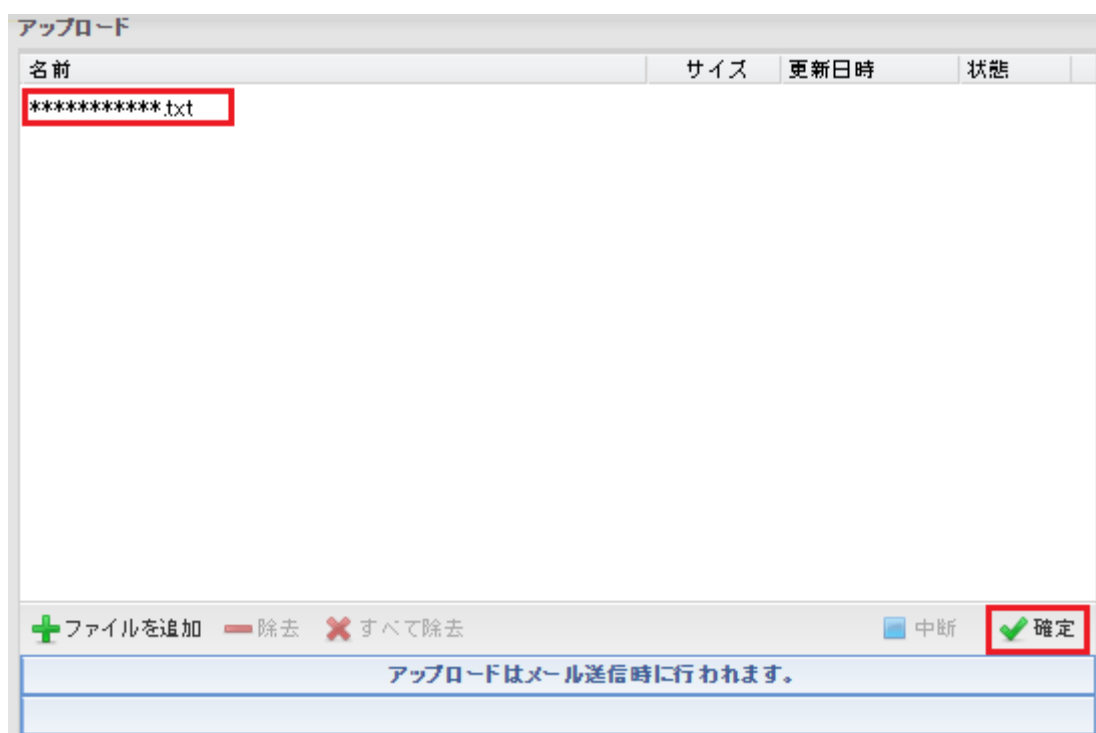 アップロード
名前 サイズ 更新日時 状態
***********.txt
ファイルを追加 除去 すべて除去 中断 確定
アップロードはメール送信時に行われます。